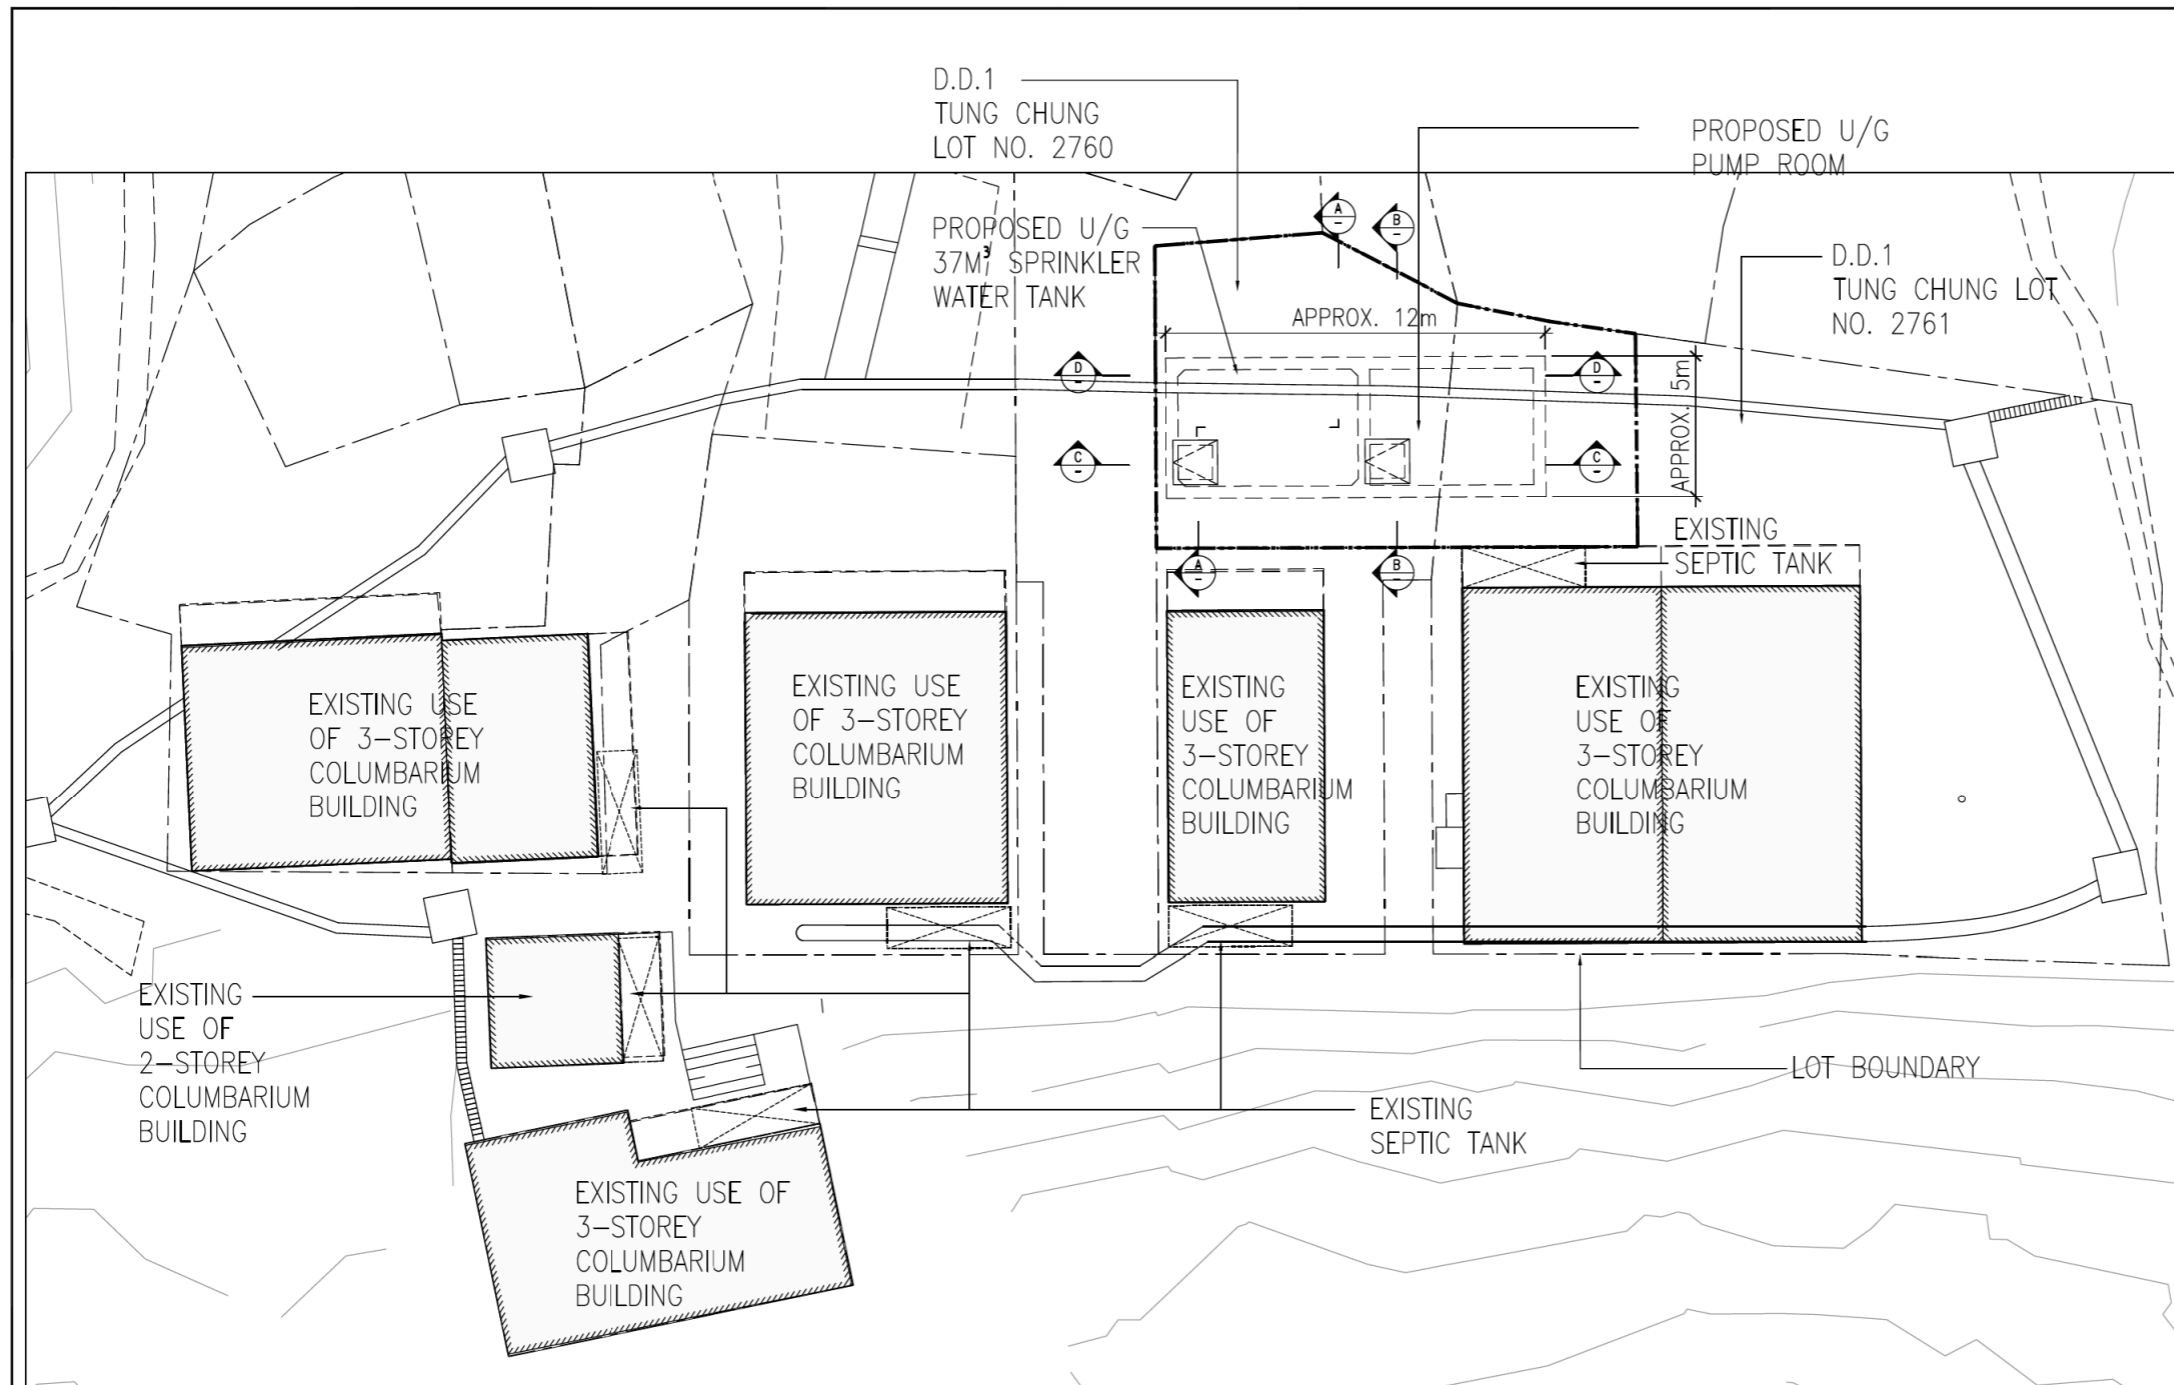 D.D.1
TUNG CHUNG
LOT NO. 2760
PROPOSED U/G
PUMP ROOM
PROPOSED U/G
37M³ SPRINKLER
WATER TANK
A
-
B
-
D.D.1
TUNG CHUNG LOT
NO. 2761
APPROX. 12m
D
-
D
-
APPROX. 5m
C
-
C
-
EXISTING
SEPTIC TANK
A
-
B
-
EXISTING USE
OF 3-STOREY
COLUMBARIUM
BUILDING
EXISTING USE
OF 3-STOREY
COLUMBARIUM
BUILDING
EXISTING
USE OF
3-STOREY
COLUMBARIUM
BUILDING
EXISTING
USE OF
3-STOREY
COLUMBARIUM
BUILDING
EXISTING
USE OF
2-STOREY
COLUMBARIUM
BUILDING
LOT BOUNDARY
EXISTING
SEPTIC TANK
EXISTING USE OF
3-STOREY
COLUMBARIUM
BUILDING